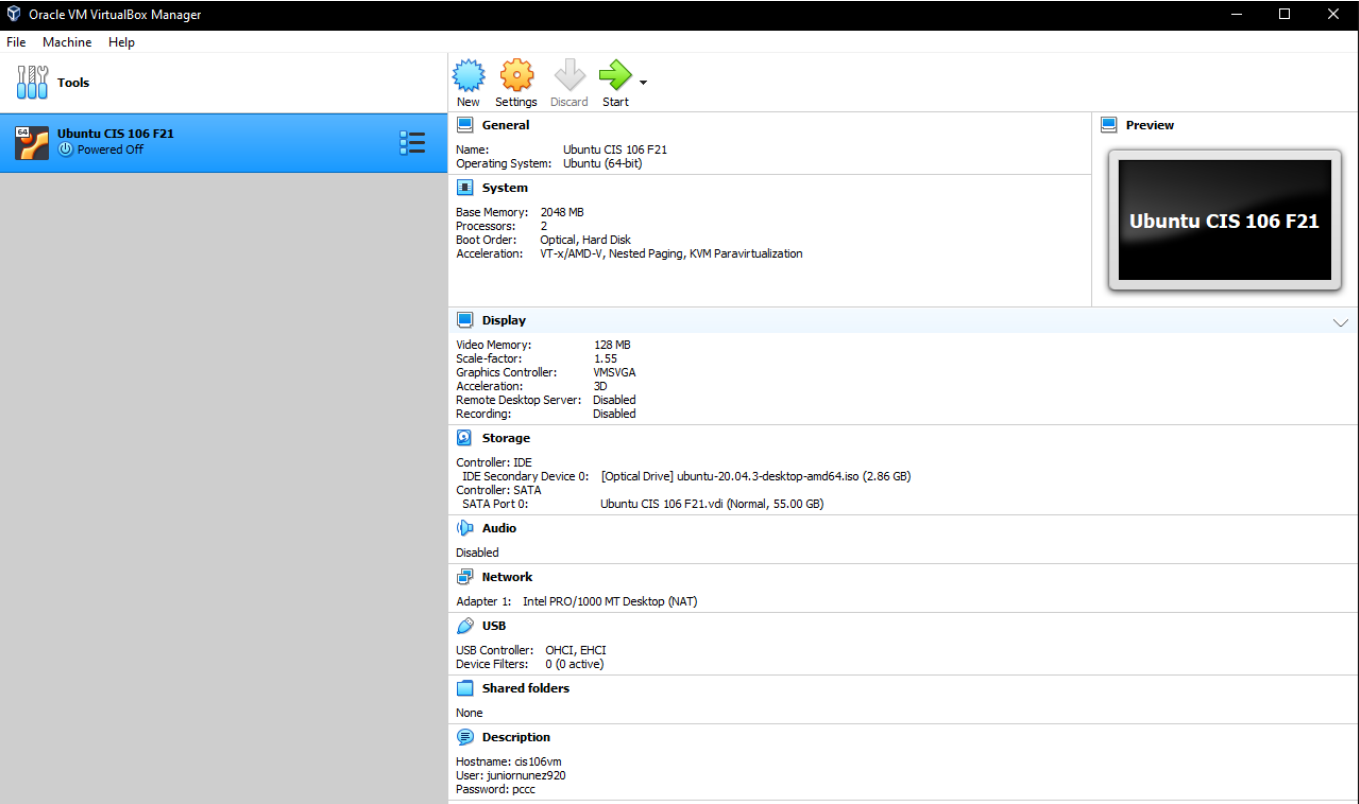 Oracle VM VirtualBox Manager
File Machine Help
Tools
New Settings Discard Start
64
Ubuntu CIS 106 F21
Powered Off
General
Name: Ubuntu CIS 106 F21
Operating System: Ubuntu (64-bit)
Preview
Ubuntu CIS 106 F21
System
Base Memory: 2048 MB
Processors: 2
Boot Order: Optical, Hard Disk
Acceleration: VT-x/AMD-V, Nested Paging, KVM Paravirtualization
Display
Video Memory: 128 MB
Scale-factor: 1.55
Graphics Controller: VMSVGA
Acceleration: 3D
Remote Desktop Server: Disabled
Recording: Disabled
Storage
Controller: IDE
IDE Secondary Device 0: [Optical Drive] ubuntu-20.04.3-desktop-amd64.iso (2.86 GB)
Controller: SATA
SATA Port 0: Ubuntu CIS 106 F21.vdi (Normal, 55.00 GB)
Audio
Disabled
Network
Adapter 1: Intel PRO/1000 MT Desktop (NAT)
USB
USB Controller: OHCI, EHCI
Device Filters: 0 (0 active)
Shared folders
None
Description
Hostname: cis106vm
User: juniornunez920
Password: pccc